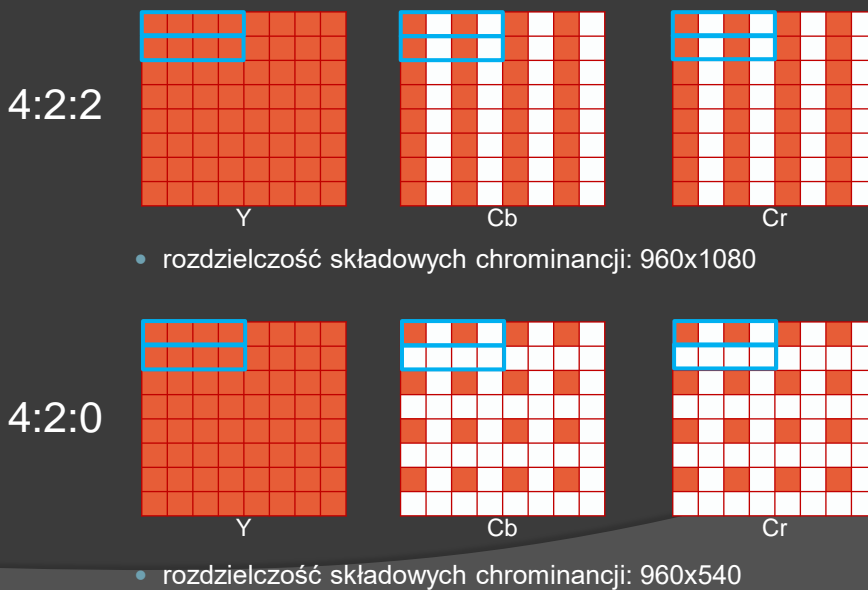 4:2:2
Y Cb Cr
rozdzielczość składowych chrominancji: 960x1080
4:2:0
Y Cb Cr
rozdzielczość składowych chrominancji: 960x540